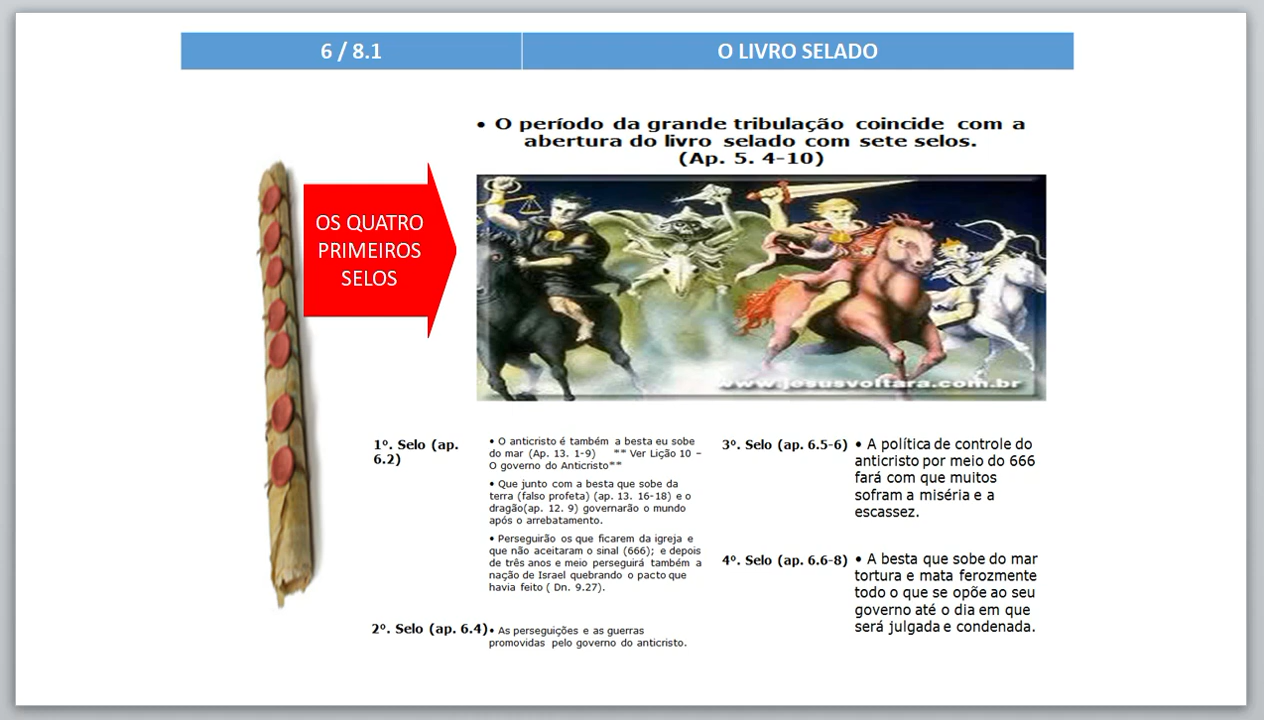 6 / 8.1
O LIVRO SELADO
• O período da grande tribulação coincide com a
abertura do livro selado com sete selos.
(Ap. 5. 4-10)
OS QUATRO
PRIMEIROS
SELOS
www.jesusvoltara.com.br
1º. Selo (ap.
6.2)
• O anticristo é também a besta eu sobe
do mar (Ap. 13. 1-9) ** Ver Lição 10 –
O governo do Anticristo**
• Que junto com a besta que sobe da
terra (falso profeta) (ap. 13. 16-18) e o
dragão(ap. 12. 9) governarão o mundo
após o arrebatamento.
• Perseguirão os que ficarem da igreja e
que não aceitaram o sinal (666); e depois
de três anos e meio perseguirá também a
nação de Israel quebrando o pacto que
havia feito ( Dn. 9.27).
2º. Selo (ap. 6.4)
• As perseguições e as guerras
promovidas pelo governo do anticristo.
3º. Selo (ap. 6.5-6)
• A política de controle do
anticristo por meio do 666
fará com que muitos
sofram a miséria e a
escassez.
4º. Selo (ap. 6.6-8)
• A besta que sobe do mar
tortura e mata ferozmente
todo o que se opõe ao seu
governo até o dia em que
será julgada e condenada.